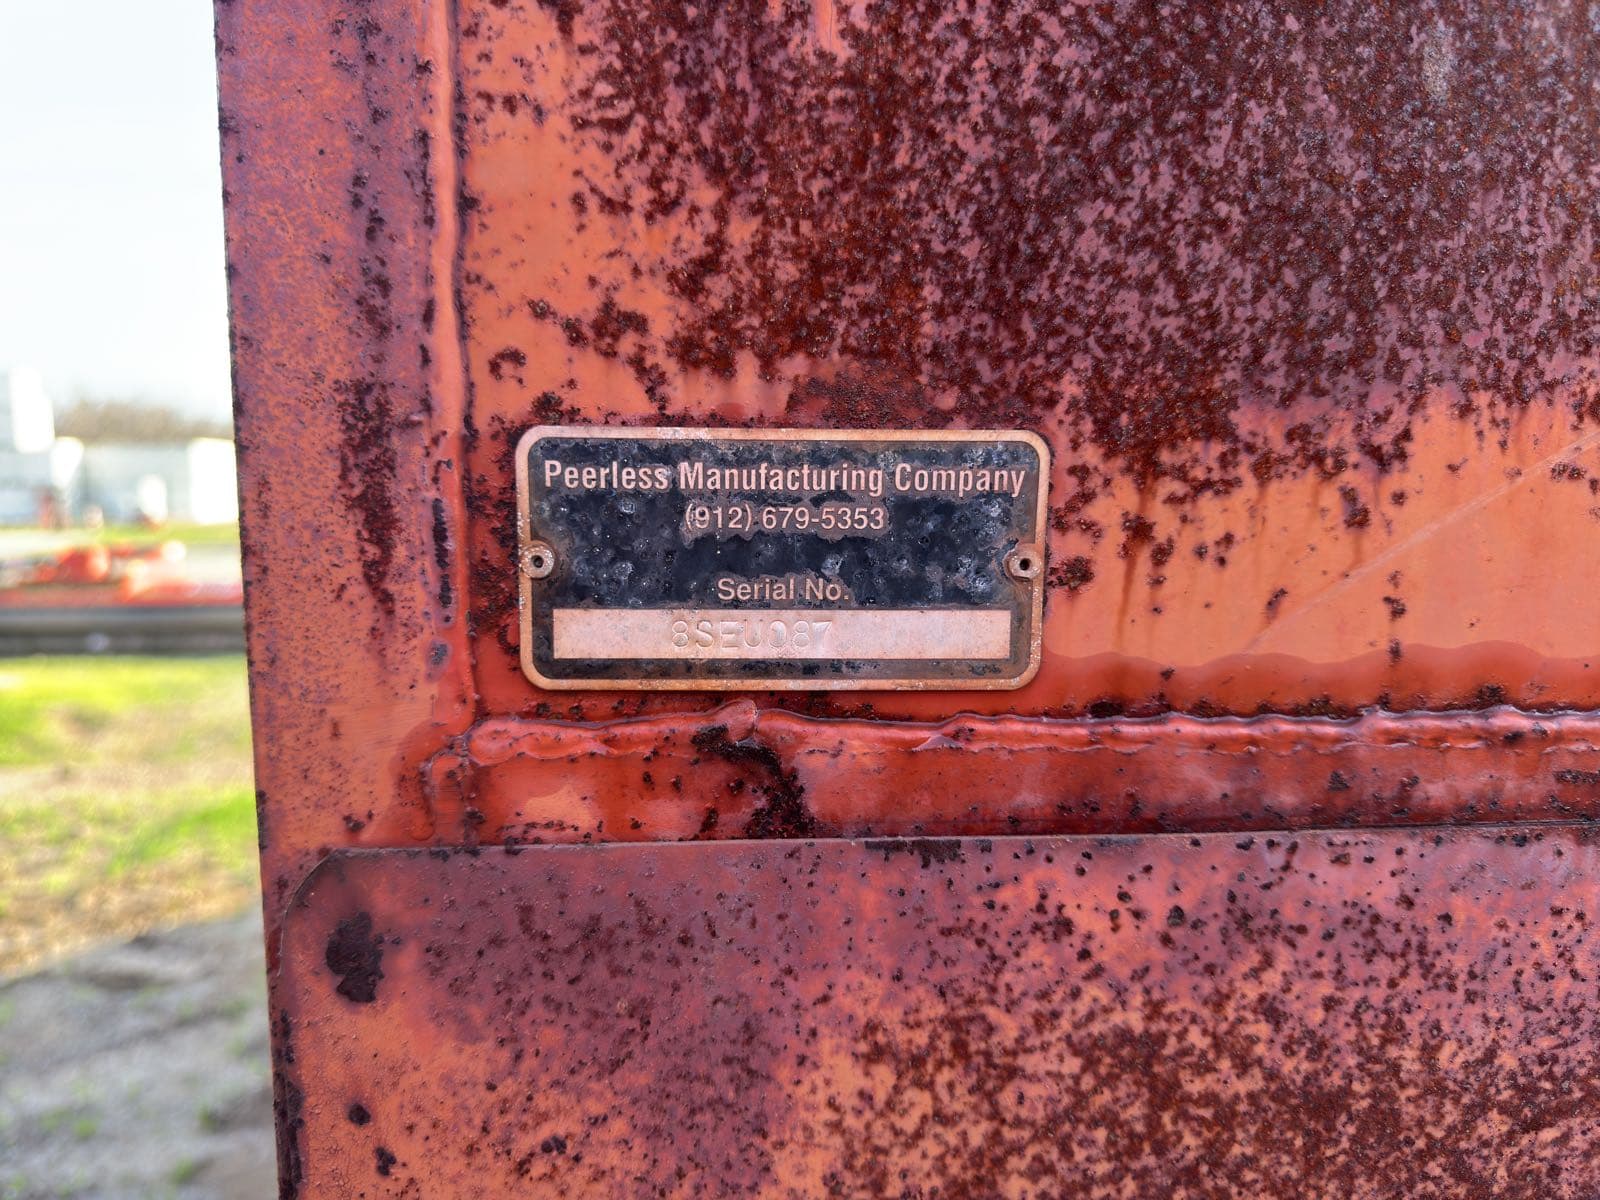 Peerless Manufacturing Company
(912) 679-5353
Serial No.
8SEU087